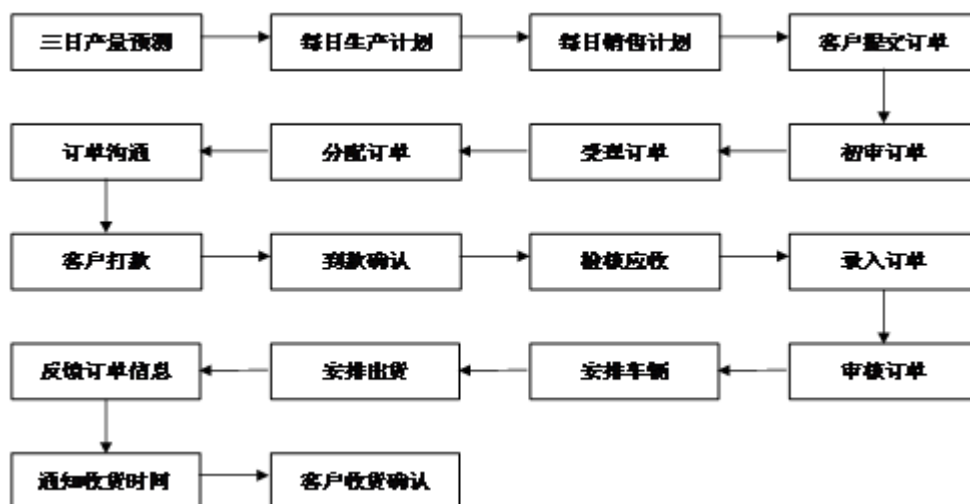 三日产量预测
每日生产计划
每日销售计划
客户提交订单
初审订单
受理订单
分配订单
订单沟通
客户打款
到款确认
检核应收
录入订单
审核订单
安排车辆
安排出货
反馈订单信息
通知收货时间
客户收货确认